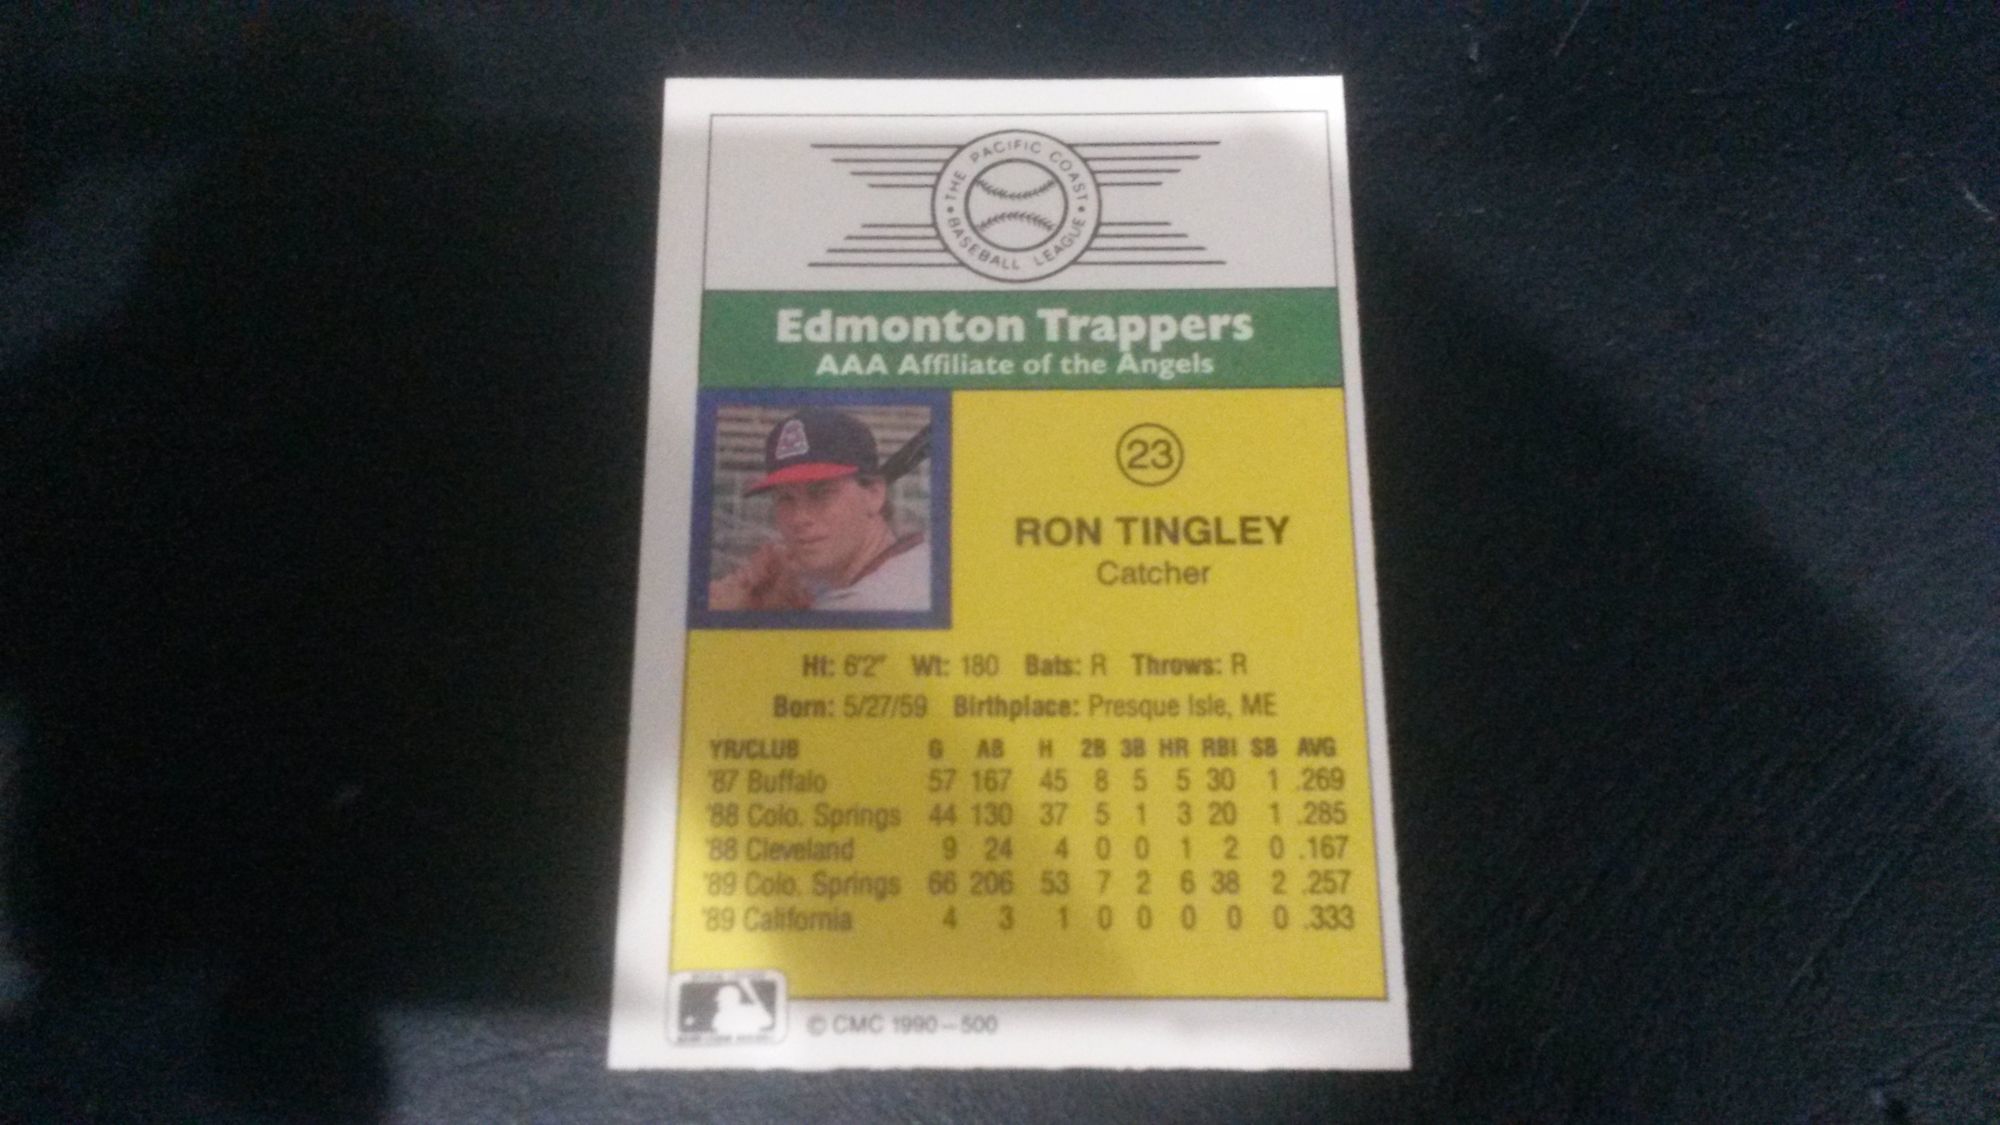 THE PACIFIC COAST
BASEBALL LEAGUE
Edmonton Trappers
AAA Affiliate of the Angels
23
RON TINGLEY
Catcher
Ht: 6'2" Wt: 180 Bats: R Throws: R
Born: 5/27/59 Birthplace: Presque Isle, ME
YR/CLUB G AB H 2B 3B HR RBI SB AVG
'87 Buffalo 57 167 45 8 5 5 30 1 .269
'88 Colo. Springs 44 130 37 5 1 3 20 1 .285
'88 Cleveland 9 24 4 0 0 1 2 0 .167
'89 Colo. Springs 66 206 53 7 2 6 38 2 .257
'89 California 4 3 1 0 0 0 0 0 .333
© CMC 1990-500